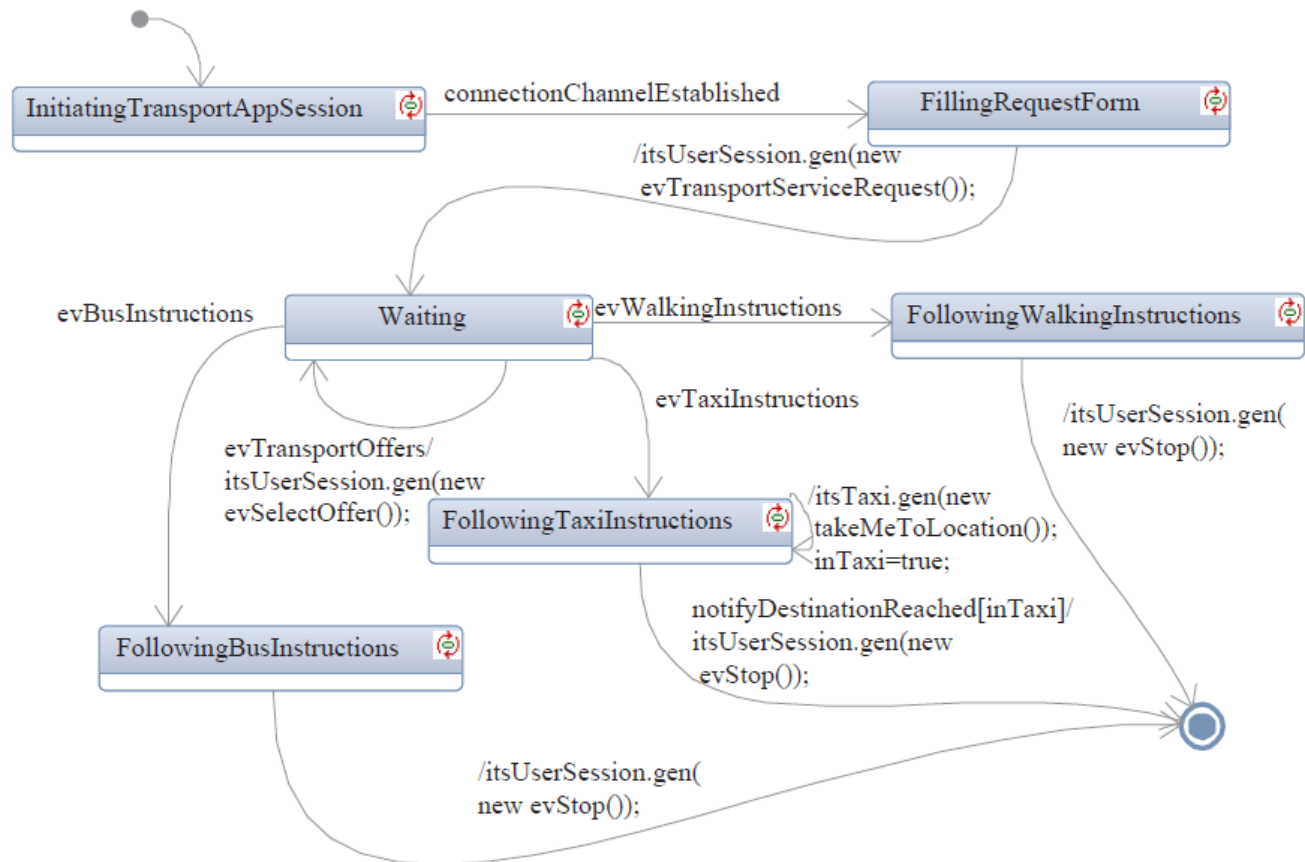 InitiatingTransportAppSession
connectionChannelEstablished
FillingRequestForm
/itsUserSession.gen(new
evTransportServiceRequest());
evBusInstructions
Waiting
evWalkingInstructions
FollowingWalkingInstructions
evTaxiInstructions
evTransportOffers/
itsUserSession.gen(new
evSelectOffer());
/itsUserSession.gen(
new evStop());
FollowingTaxiInstructions
/itsTaxi.gen(new
takeMeToLocation());
inTaxi=true;
notifyDestinationReached[inTaxi]/
itsUserSession.gen(new
evStop());
FollowingBusInstructions
/itsUserSession.gen(
new evStop());